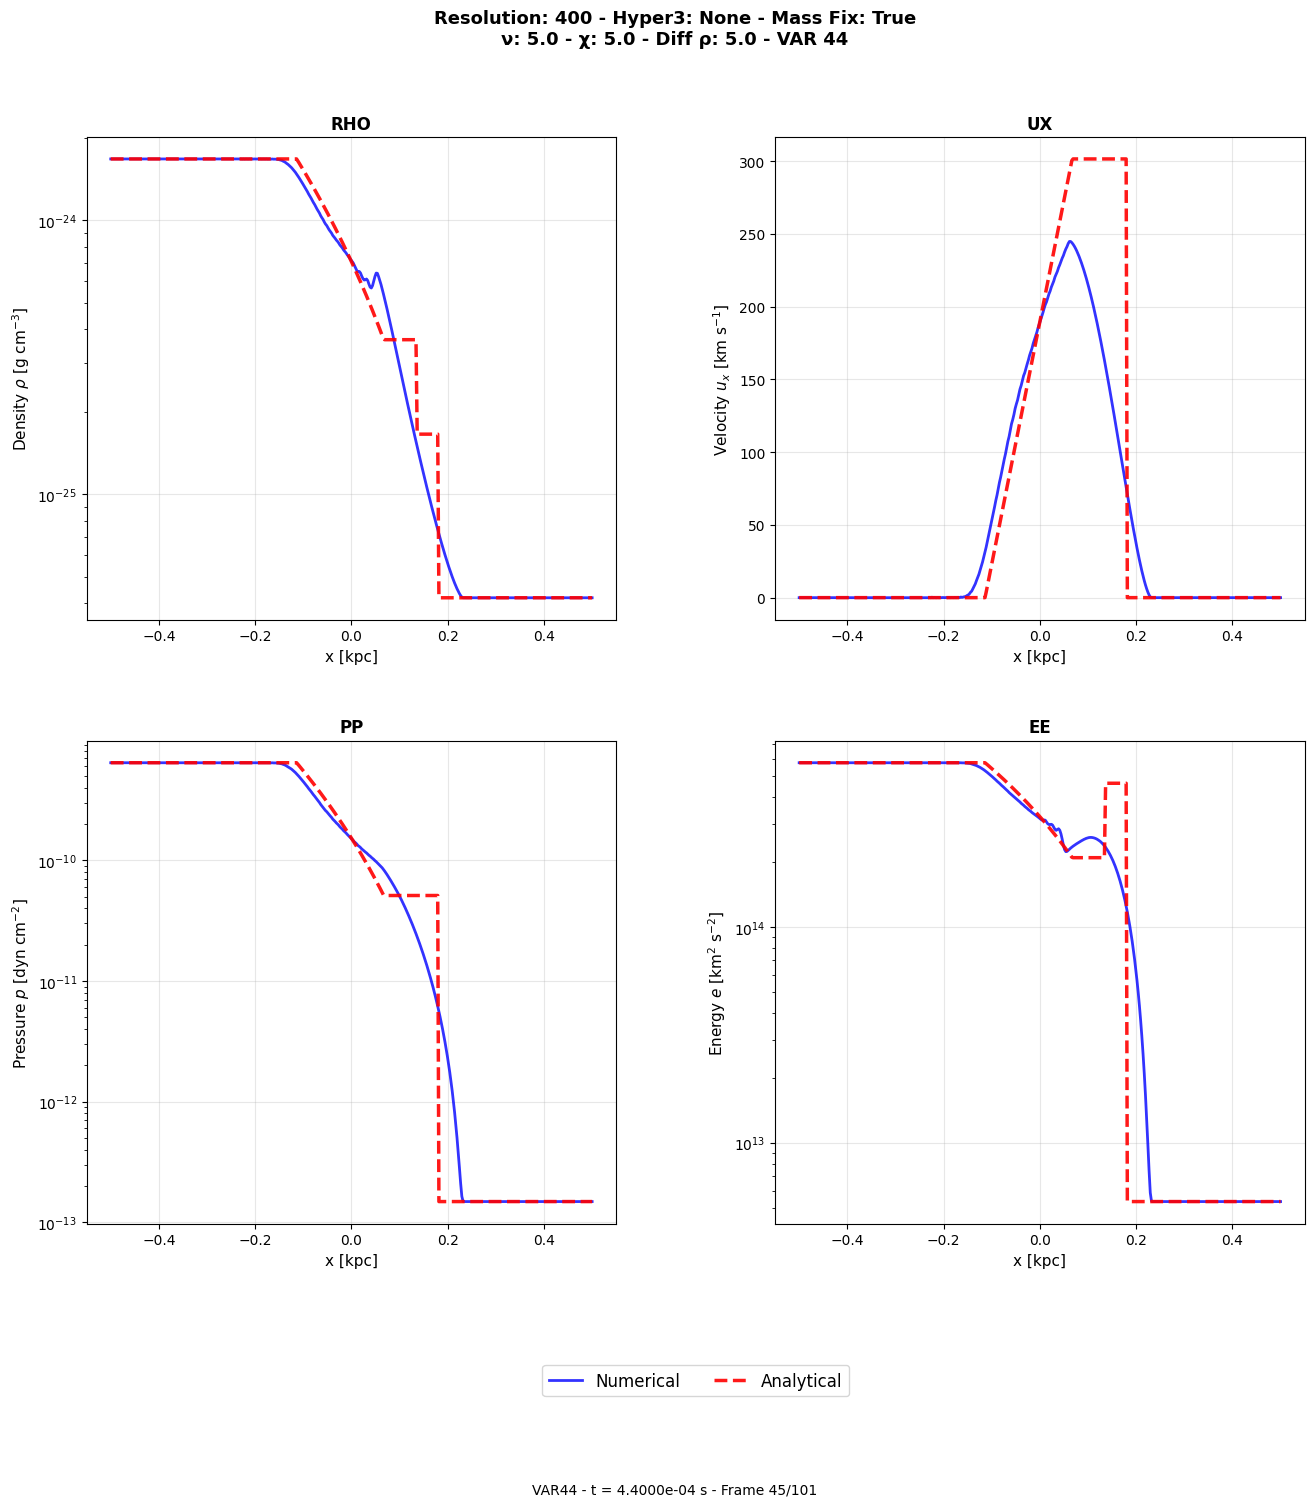 Resolution: 400 - Hyper3: None - Mass Fix: True
ν: 5.0 - χ: 5.0 - Diff ρ: 5.0 - VAR 44
RHO
Density ρ [g cm⁻³]
10⁻²⁴
10⁻²⁵
−0.4 −0.2 0.0 0.2 0.4
x [kpc]
UX
Velocity uₓ [km s⁻¹]
300
250
200
150
100
50
0
−0.4 −0.2 0.0 0.2 0.4
x [kpc]
PP
Pressure p [dyn cm⁻²]
10⁻¹⁰
10⁻¹¹
10⁻¹²
10⁻¹³
−0.4 −0.2 0.0 0.2 0.4
x [kpc]
EE
Energy e [km² s⁻²]
10¹⁴
10¹³
−0.4 −0.2 0.0 0.2 0.4
x [kpc]
Numerical Analytical
VAR44 - t = 4.4000e-04 s - Frame 45/101